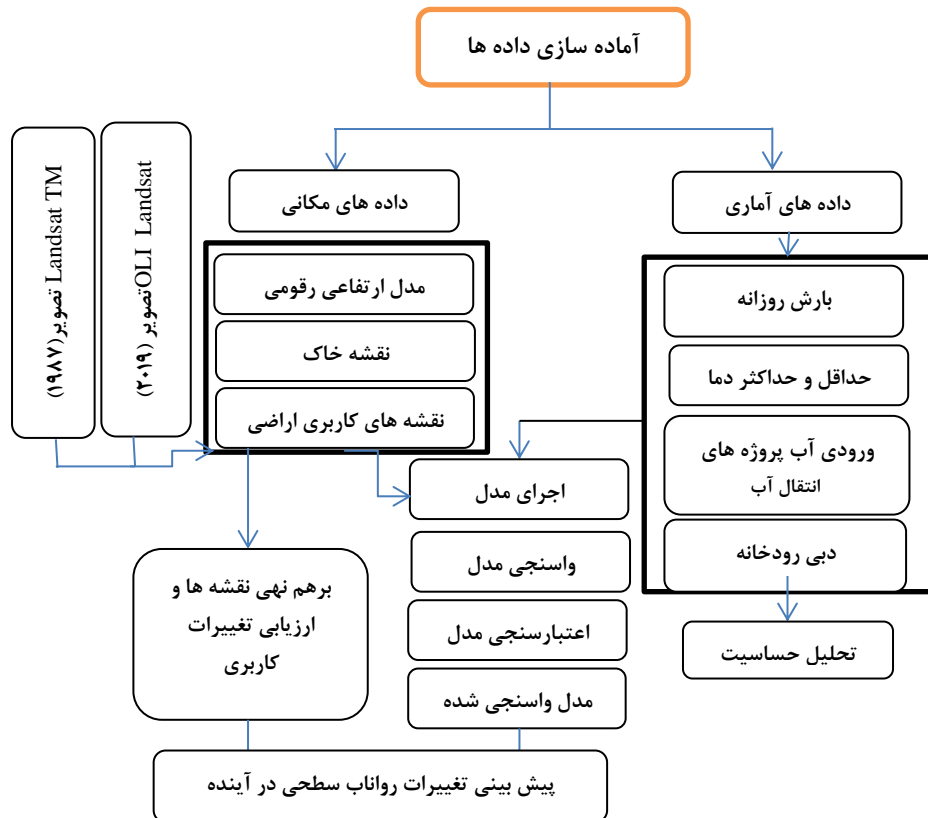 آماده سازی داده ها
داده های آماری
داده های مکانی
تصویر Landsat TM (۱۹۸۷)
تصویر OLI Landsat (۲۰۱۹)
بارش روزانه
حداقل و حداکثر دما
ورودی آب پروژه های
انتقال آب
دبی رودخانه
تحلیل حساسیت
مدل ارتفاعی رقومی
نقشه خاک
نقشه های کاربری اراضی
اجرای مدل
واسنجی مدل
اعتبارسنجی مدل
مدل واسنجی شده
برهم نهی نقشه ها و
ارزیابی تغییرات
کاربری
پیش بینی تغییرات رواناب سطحی در آینده